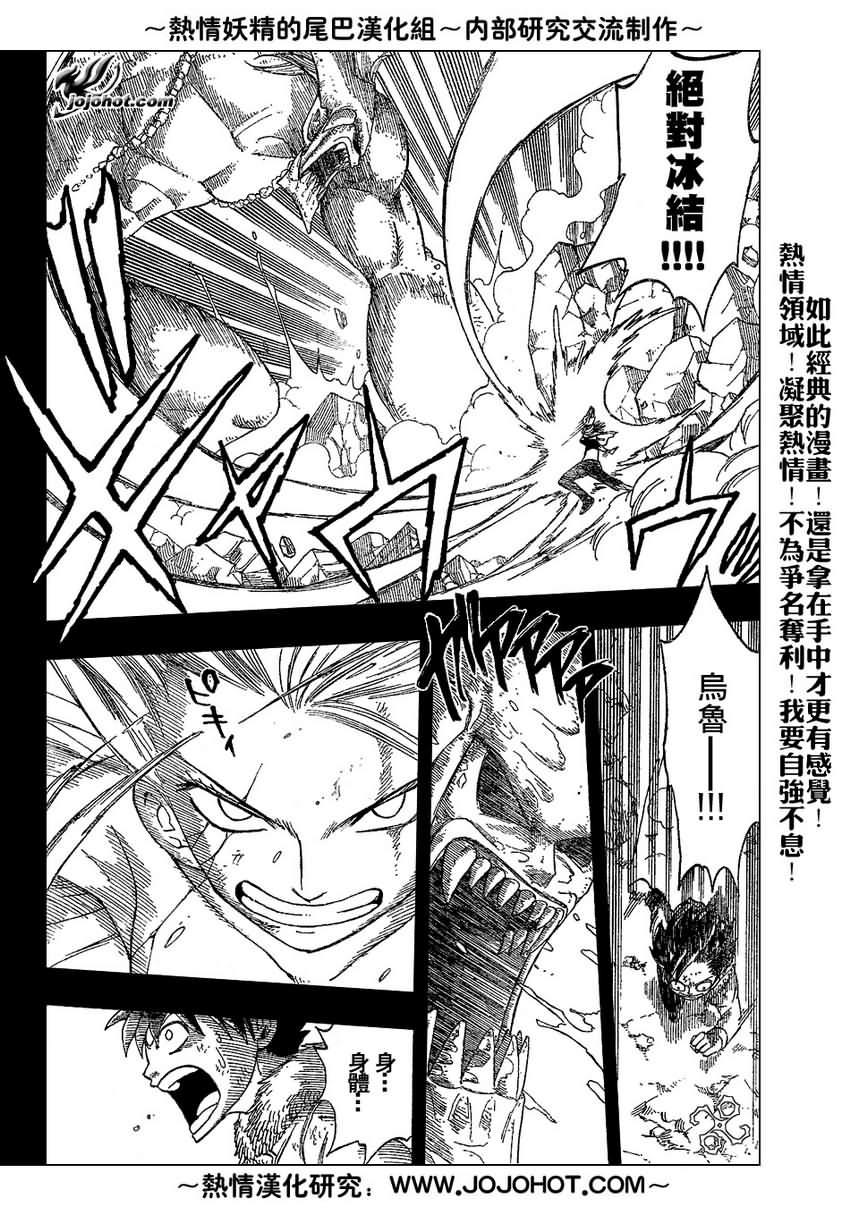 ～熱情妖精的尾巴漢化組～内部研究交流制作～
jojohot.com
絕對冰結!!!!
如此經典的漫畫！還是拿在手中才更有感覺！
熱情領域！凝聚熱情！不為爭名奪利！我要自強不息！
烏魯——!!!
ピキィ
身…
身體…
～熱情漢化研究：WWW.JOJOHOT.COM～